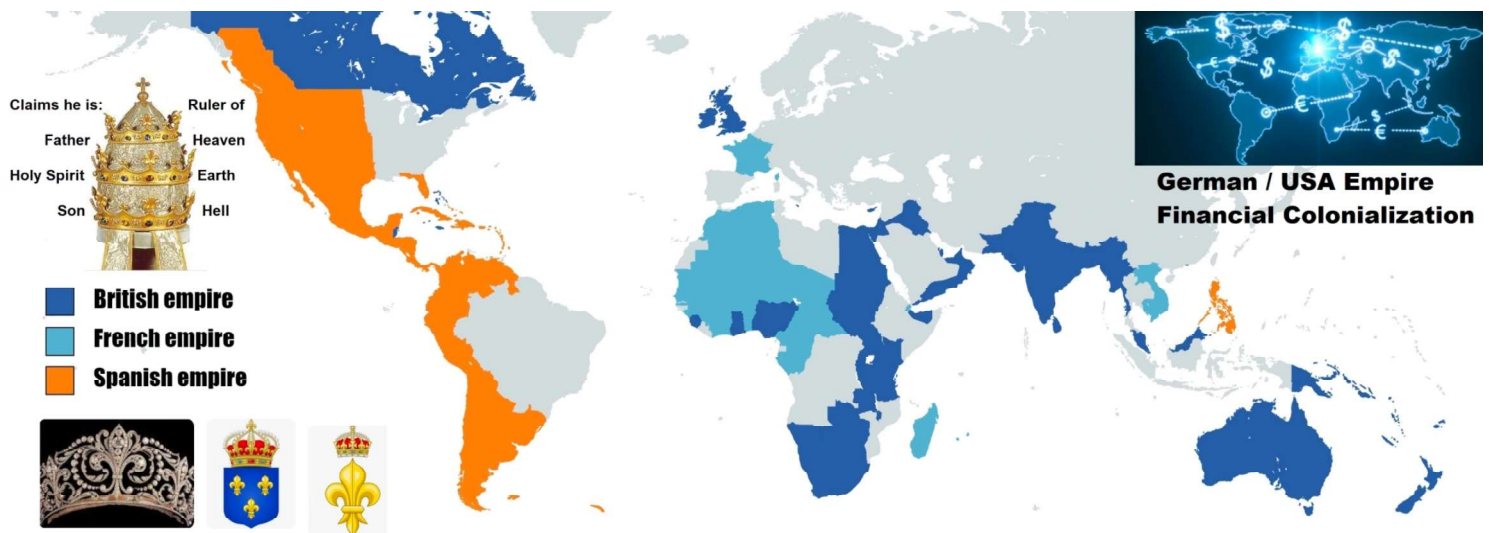 Claims he is:
Ruler of
Father
Heaven
Holy Spirit
Earth
Son
Hell
British empire
French empire
Spanish empire
$
$
€
$
$
€
$
€
German / USA Empire
Financial Colonialization